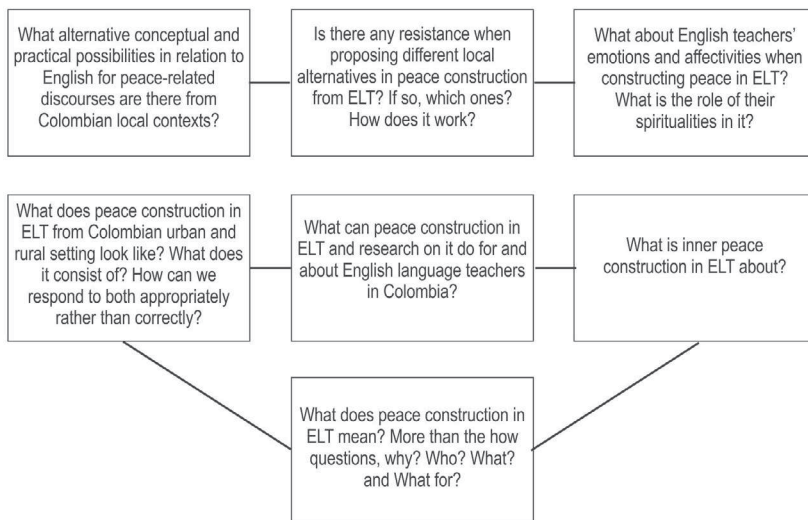 What alternative conceptual and
practical possibilities in relation to
English for peace-related
discourses are there from
Colombian local contexts?
Is there any resistance when
proposing different local
alternatives in peace construction
from ELT? If so, which ones?
How does it work?
What about English teachers'
emotions and affectivities when
constructing peace in ELT?
What is the role of their
spiritualities in it?
What does peace construction in
ELT from Colombian urban and
rural setting look like? What does
it consist of? How can we
respond to both appropriately
rather than correctly?
What can peace construction in
ELT and research on it do for and
about English language teachers
in Colombia?
What is inner peace
construction in ELT about?
What does peace construction in
ELT mean? More than the how
questions, why? Who? What?
and What for?